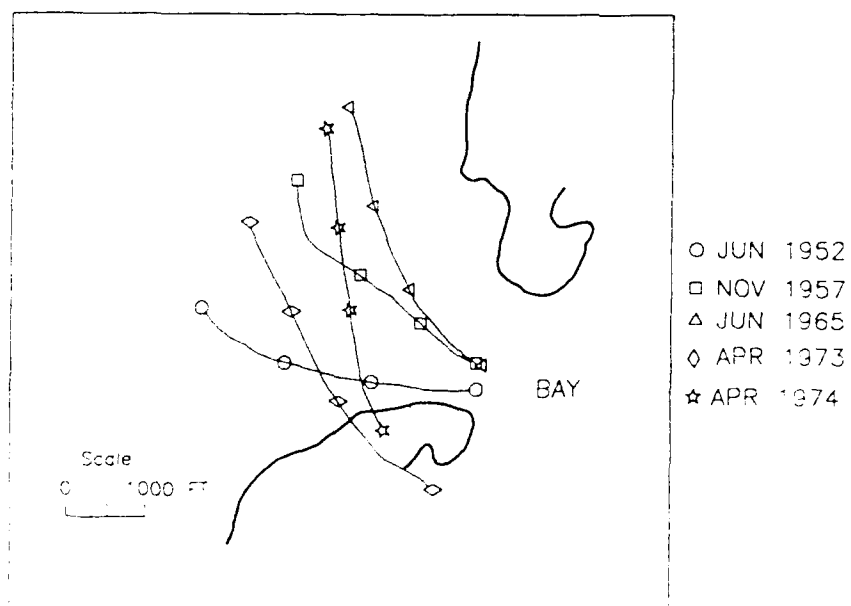 JUN 1952
NOV 1957
JUN 1965
APR 1973
APR 1974
BAY
Scale
0 1000 FT